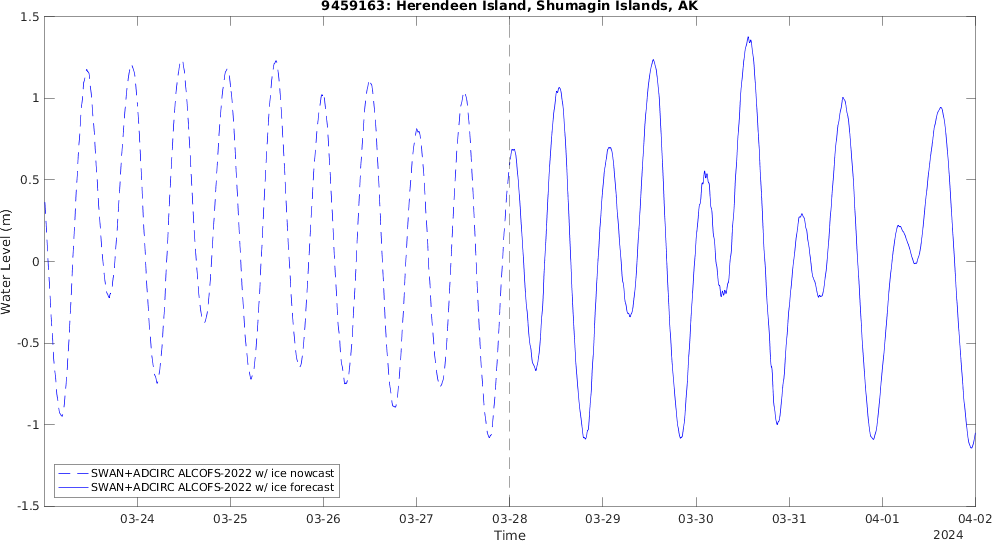 9459163: Herendeen Island, Shumagin Islands, AK
1.5
1
0.5
0
-0.5
-1
-1.5
Water Level (m)
SWAN+ADCIRC ALCOFS-2022 w/ ice nowcast
SWAN+ADCIRC ALCOFS-2022 w/ ice forecast
03-24 03-25 03-26 03-27 03-28 03-29 03-30 03-31 04-01 04-02
Time
2024